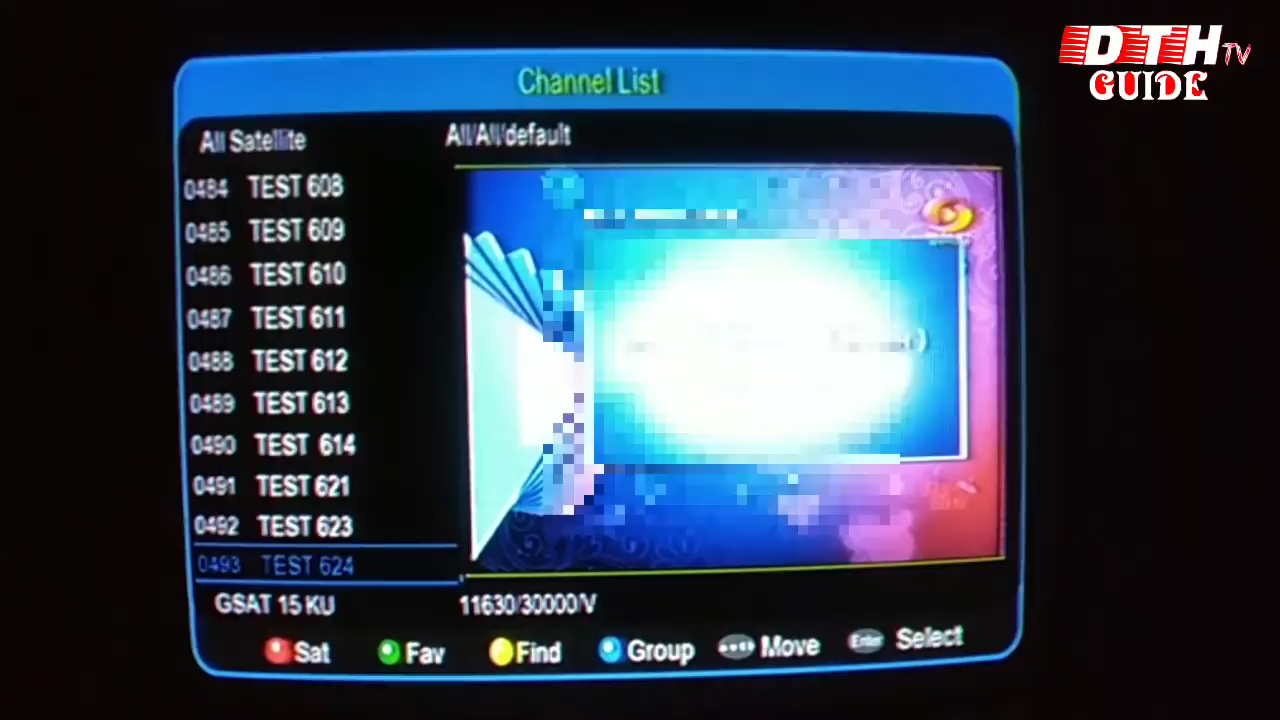 DTH TV
GUIDE
Channel List
All Satellite
All/All/default
0484 TEST 608
0485 TEST 609
0486 TEST 610
0487 TEST 611
0488 TEST 612
0489 TEST 613
0490 TEST 614
0491 TEST 621
0492 TEST 623
0493 TEST 624
GSAT 15 KU
11630/30000/V
Sat
Fav
Find
Group
Move
Enter
Select